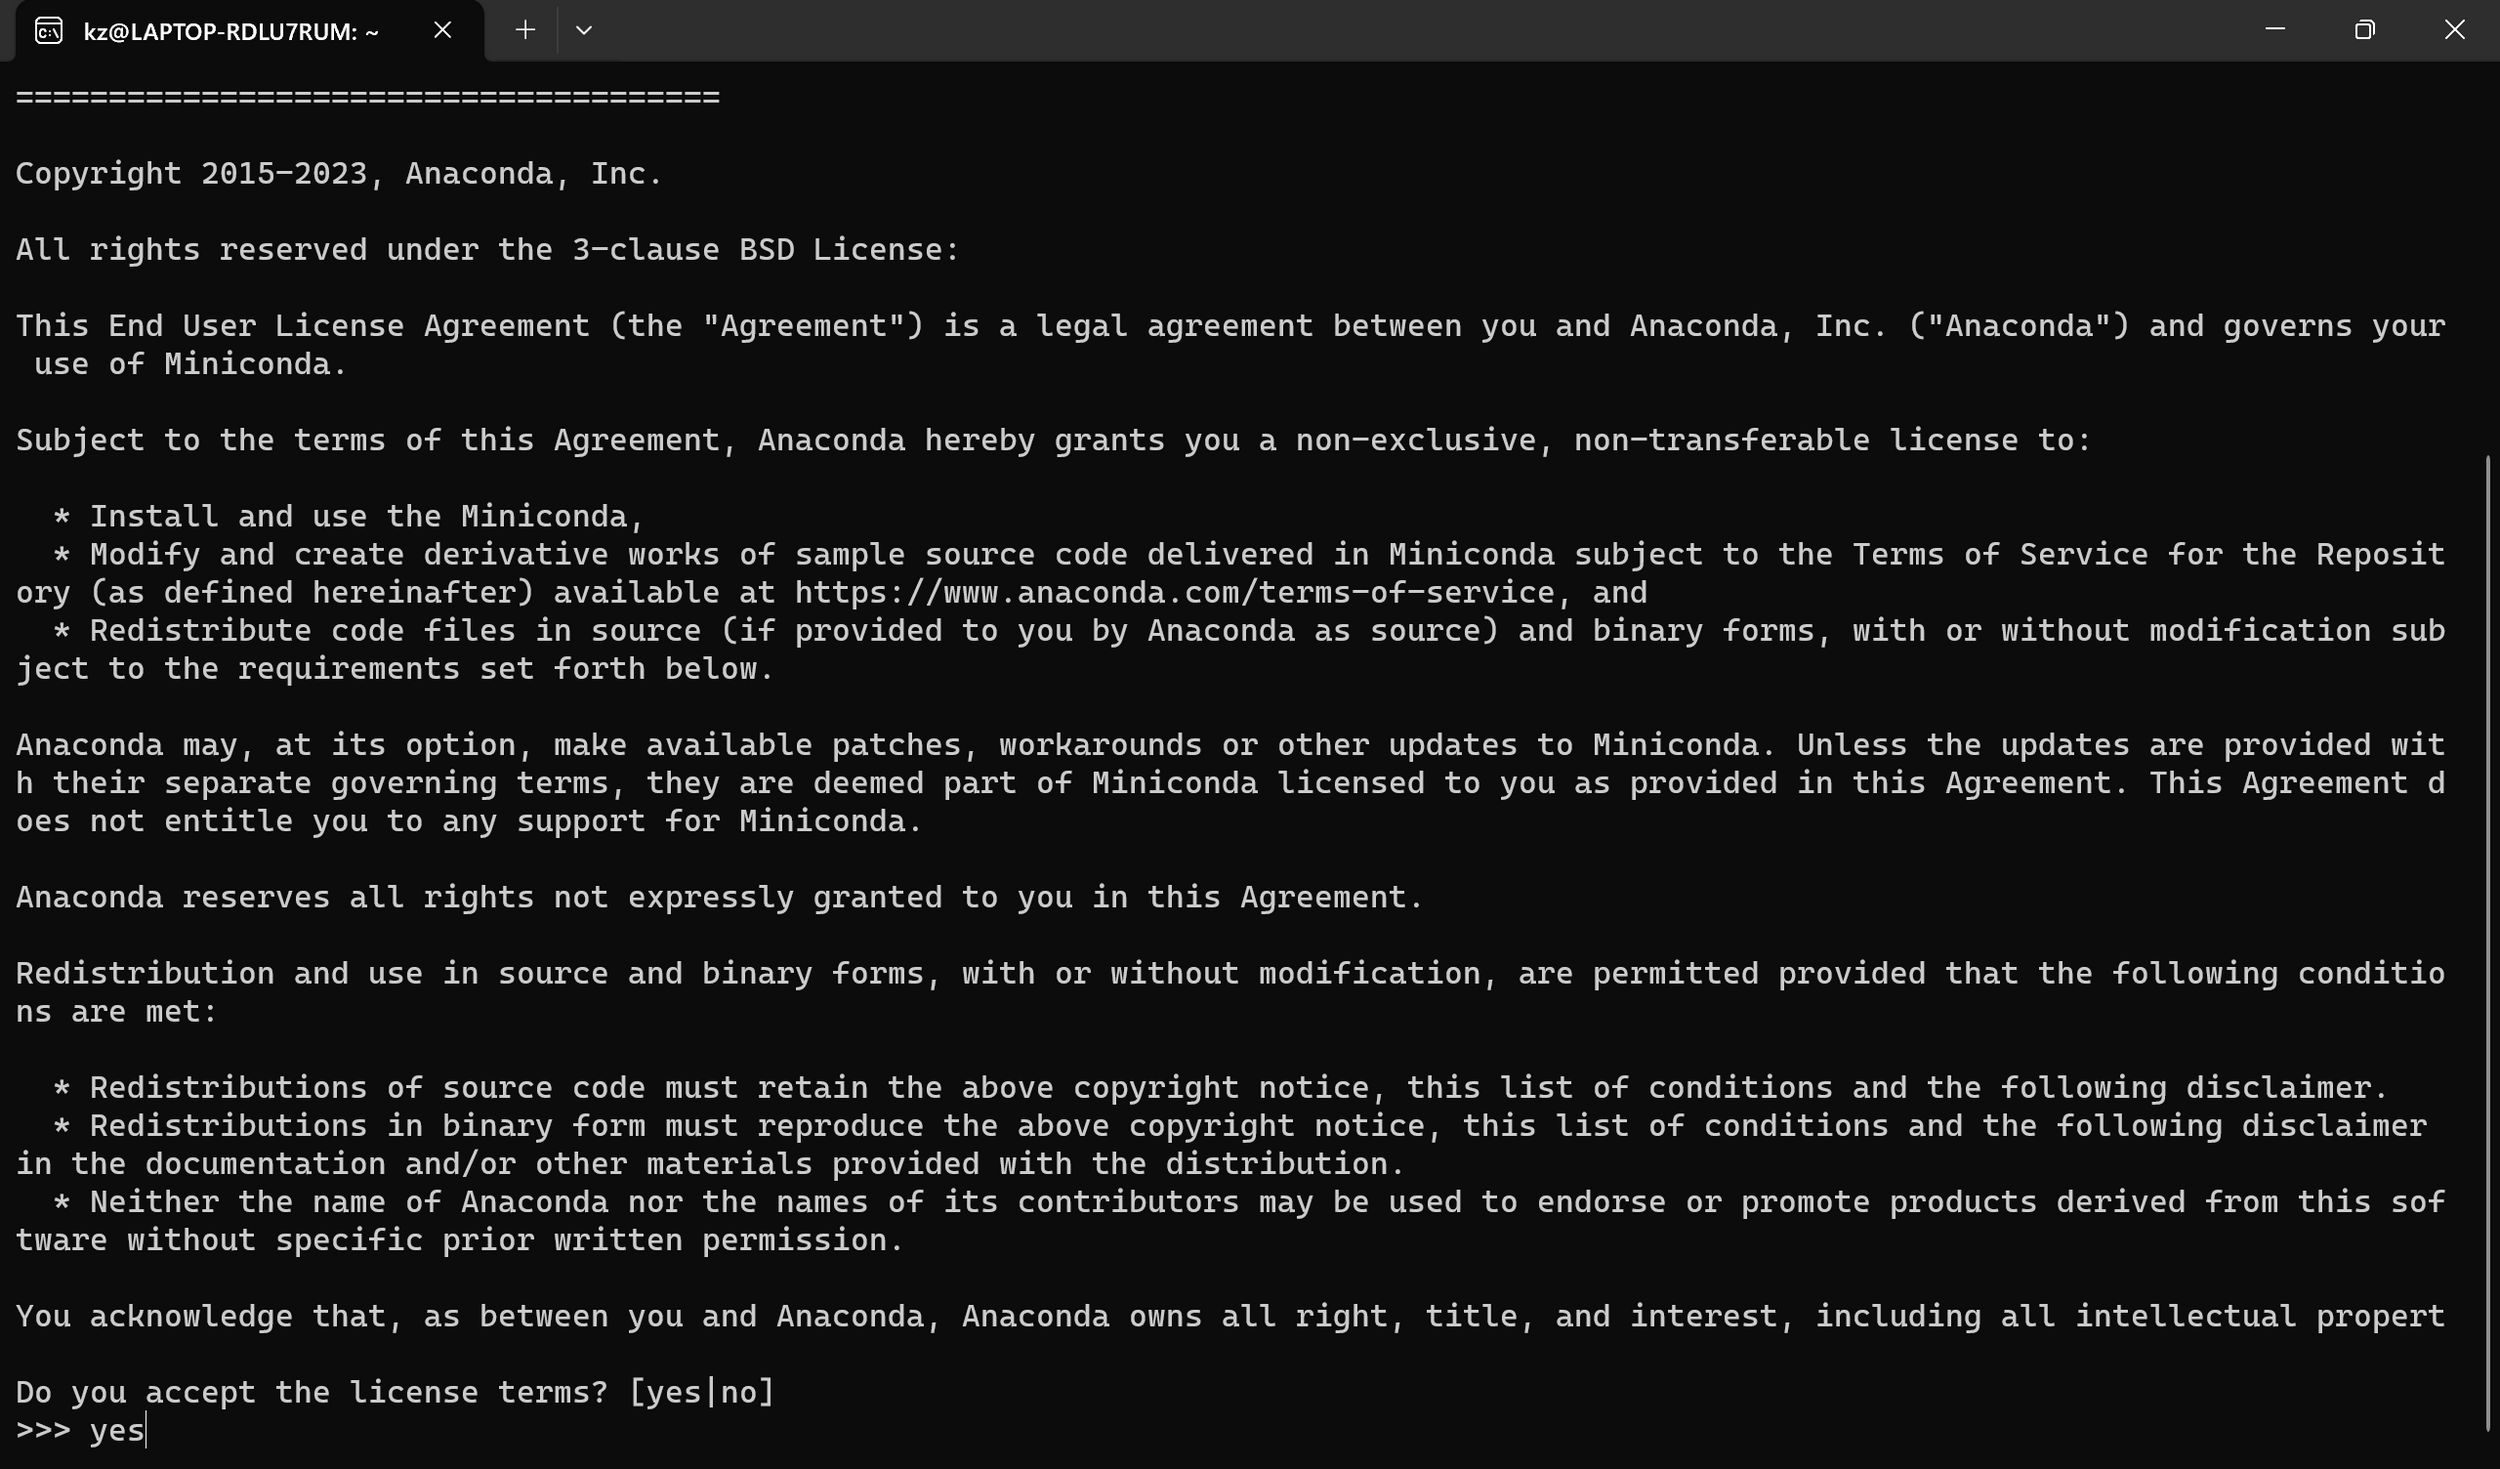 kz@LAPTOP-RDLU7RUM: ~
======================================
Copyright 2015-2023, Anaconda, Inc.
All rights reserved under the 3-clause BSD License:
This End User License Agreement (the "Agreement") is a legal agreement between you and Anaconda, Inc. ("Anaconda") and governs your
use of Miniconda.
Subject to the terms of this Agreement, Anaconda hereby grants you a non-exclusive, non-transferable license to:
* Install and use the Miniconda,
* Modify and create derivative works of sample source code delivered in Miniconda subject to the Terms of Service for the Reposit
ory (as defined hereinafter) available at https://www.anaconda.com/terms-of-service, and
* Redistribute code files in source (if provided to you by Anaconda as source) and binary forms, with or without modification sub
ject to the requirements set forth below.
Anaconda may, at its option, make available patches, workarounds or other updates to Miniconda. Unless the updates are provided wit
h their separate governing terms, they are deemed part of Miniconda licensed to you as provided in this Agreement. This Agreement d
oes not entitle you to any support for Miniconda.
Anaconda reserves all rights not expressly granted to you in this Agreement.
Redistribution and use in source and binary forms, with or without modification, are permitted provided that the following conditio
ns are met:
* Redistributions of source code must retain the above copyright notice, this list of conditions and the following disclaimer.
* Redistributions in binary form must reproduce the above copyright notice, this list of conditions and the following disclaimer
in the documentation and/or other materials provided with the distribution.
* Neither the name of Anaconda nor the names of its contributors may be used to endorse or promote products derived from this sof
tware without specific prior written permission.
You acknowledge that, as between you and Anaconda, Anaconda owns all right, title, and interest, including all intellectual propert
Do you accept the license terms? [yes|no]
>>> yes